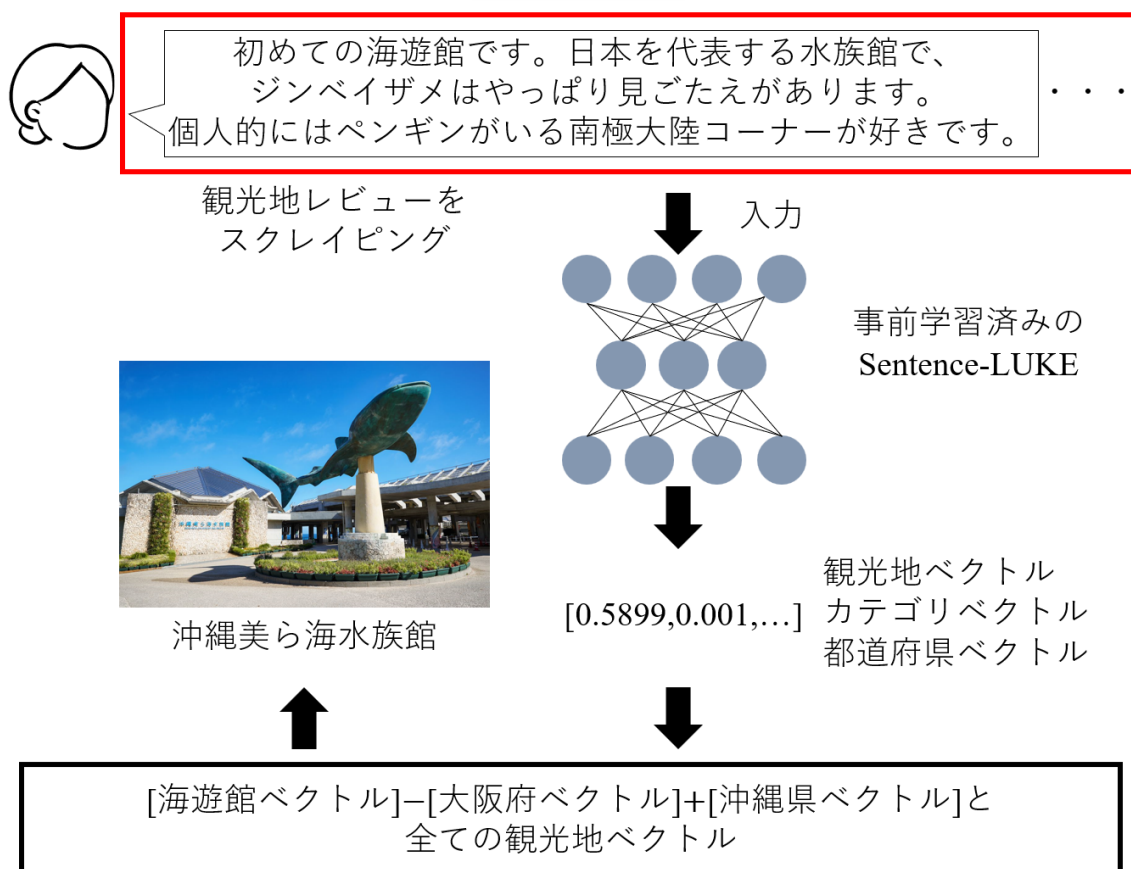 初めての海遊館です。日本を代表する水族館で、
ジンベイザメはやっぱり見ごたえがあります。
個人的にはペンギンがいる南極大陸コーナーが好きです。
・・・
観光地レビューを
スクレイピング
入力
事前学習済みの
Sentence-LUKE
沖縄美ら海水族館
沖縄美ら海水族館
[0.5899,0.001,…]
観光地ベクトル
カテゴリベクトル
都道府県ベクトル
[海遊館ベクトル]−[大阪府ベクトル]+[沖縄県ベクトル]と
全ての観光地ベクトル